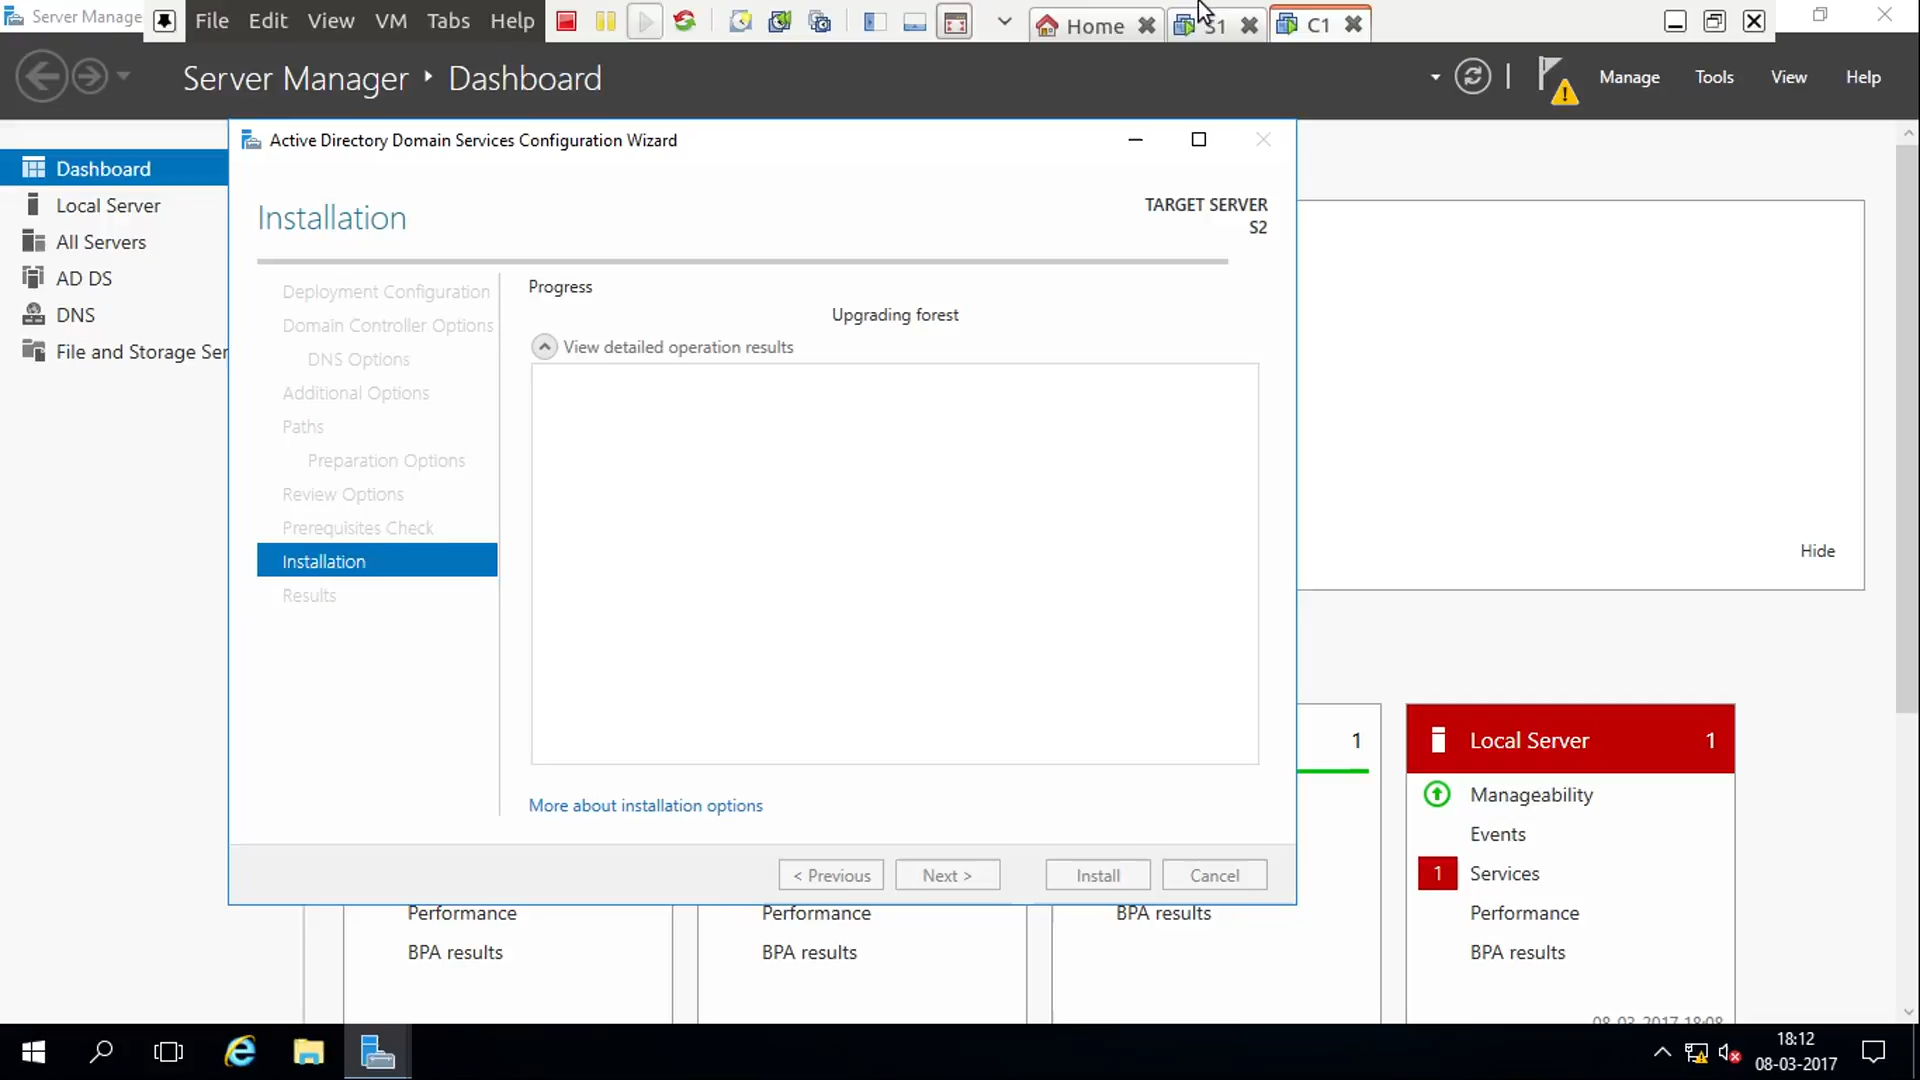 Server Manage
File Edit View VM Tabs Help
Home
S1
C1
Server Manager
Dashboard
Manage
Tools
View
Help
Dashboard
Local Server
All Servers
AD DS
DNS
File and Storage Ser
Active Directory Domain Services Configuration Wizard
Installation
TARGET SERVER
S2
Deployment Configuration
Domain Controller Options
DNS Options
Additional Options
Paths
Preparation Options
Review Options
Prerequisites Check
Installation
Results
Progress
Upgrading forest
View detailed operation results
More about installation options
< Previous
Next >
Install
Cancel
Hide
1
Local Server 1
Manageability
Events
1 Services
Performance
BPA results
08-03-2017 18:08
Performance
BPA results
Performance
BPA results
BPA results
18:12
08-03-2017